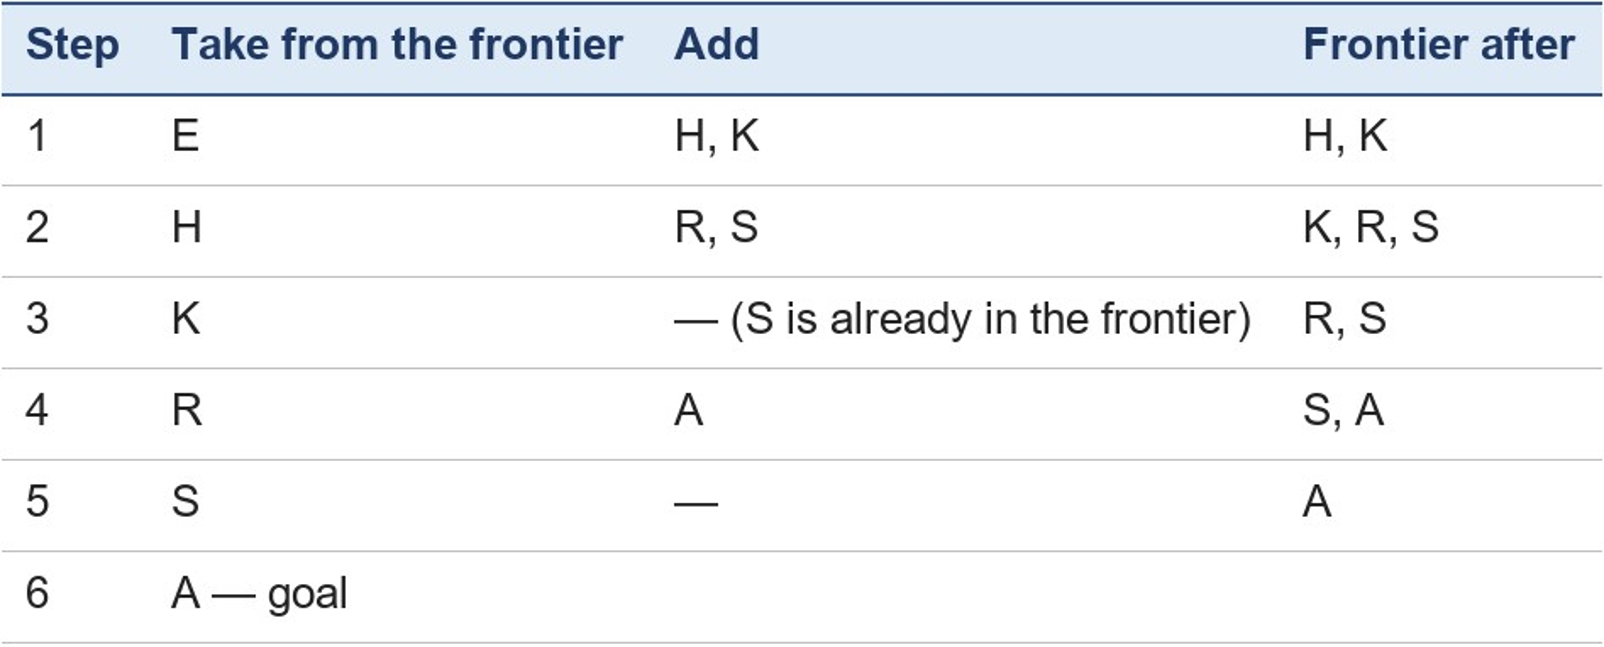 Step Take from the frontier Add Frontier after
1 E H, K H, K
2 H R, S K, R, S
3 K — (S is already in the frontier) R, S
4 R A S, A
5 S — A
6 A — goal